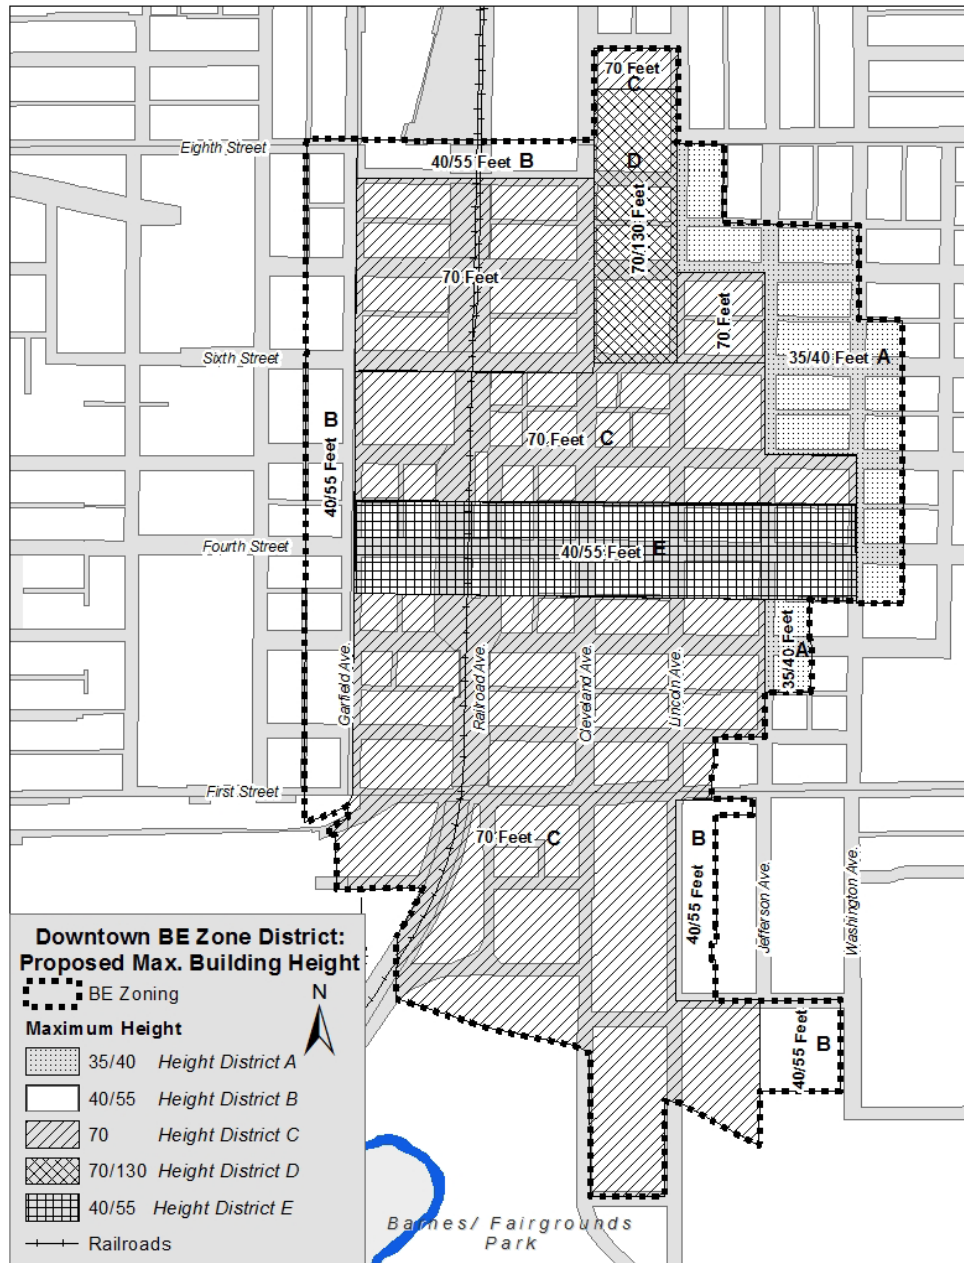 70 Feet
C
Eighth Street
40/55 Feet B
D
70/130 Feet
70 Feet
70 Feet
Sixth Street
35/40 Feet A
B
40/55 Feet
70 Feet C
Fourth Street
40/55 Feet E
35/40 Feet
A
Garfield Ave.
Railroad Ave.
Cleveland Ave.
Lincoln Ave.
First Street
70 Feet C
B
40/55 Feet
Jefferson Ave.
Washington Ave.
40/55 Feet
B
Downtown BE Zone District:
Proposed Max. Building Height
BE Zoning
N
Maximum Height
35/40 Height District A
40/55 Height District B
70 Height District C
70/130 Height District D
40/55 Height District E
Railroads
Barnes/ Fairgrounds
Park